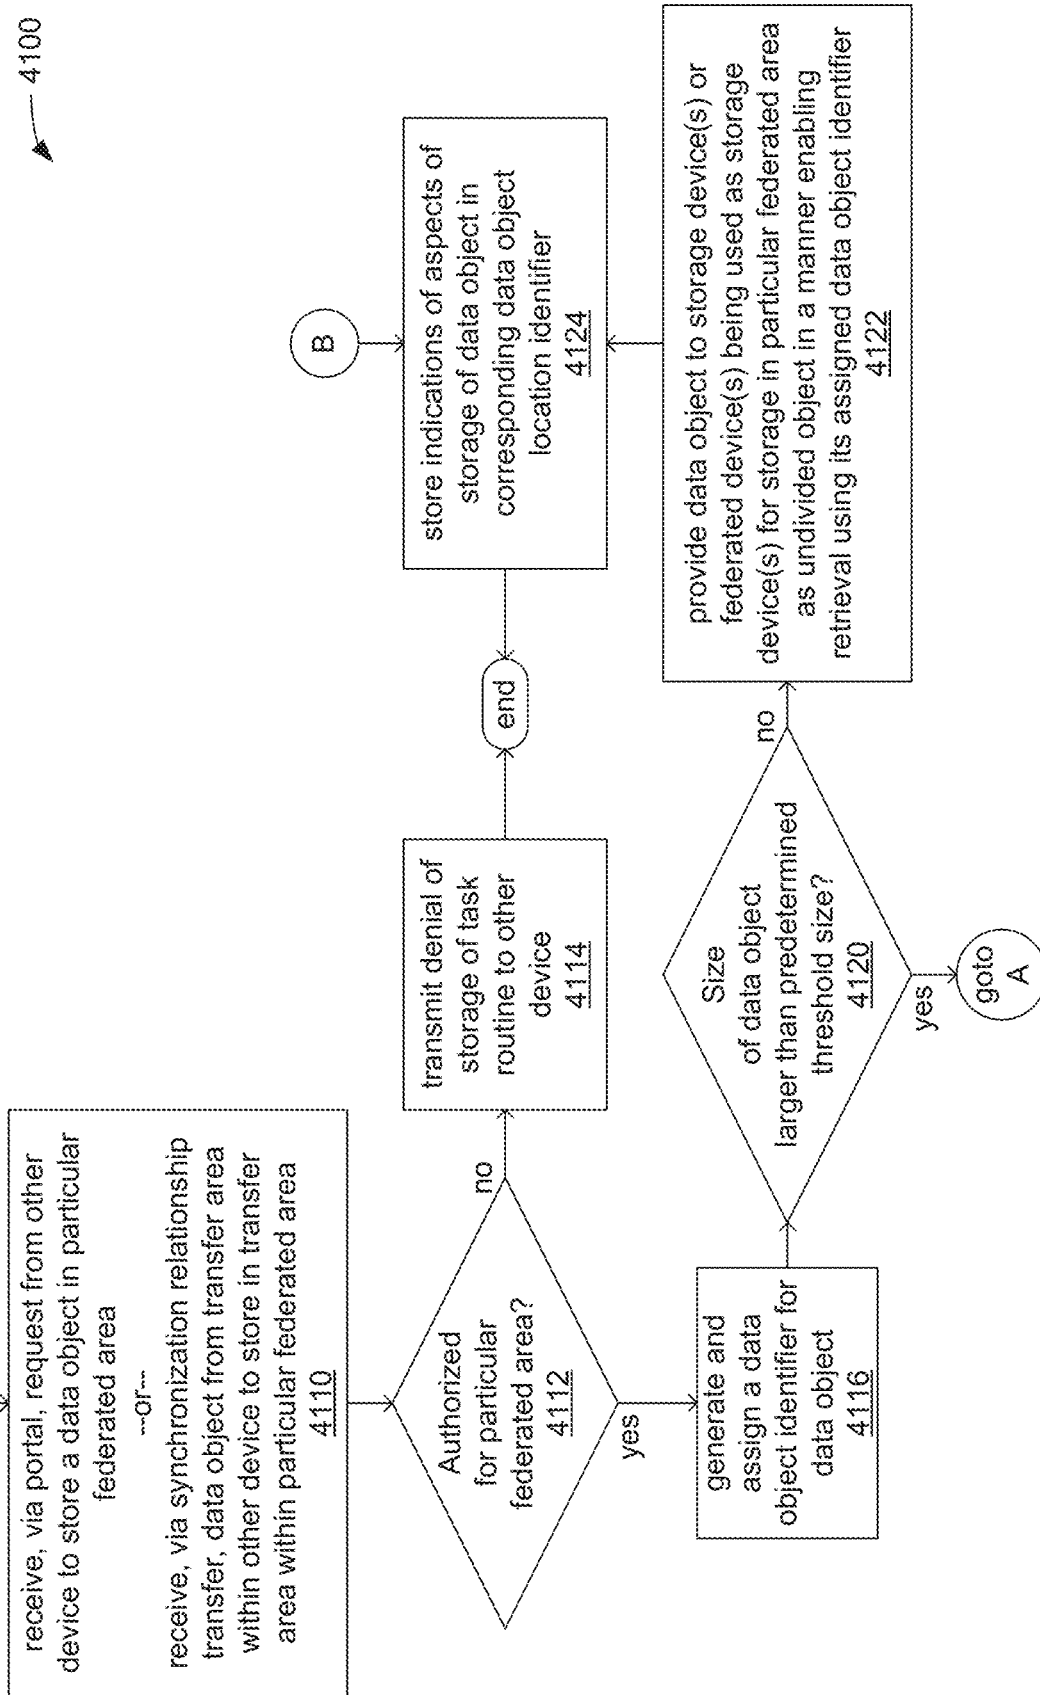 4100
receive, via portal, request from other
device to store a data object in particular
federated area
--or--
receive, via synchronization relationship
transfer, data object from transfer area
within other device to store in transfer
area within particular federated area
4110
Authorized
for particular
federated area?
4112
no
yes
transmit denial of
storage of task
routine to other
device
4114
end
generate and
assign a data
object identifier for
data object
4116
Size
of data object
larger than predetermined
threshold size?
4120
no
yes
goto
A
provide data object to storage device(s) or
federated device(s) being used as storage
device(s) for storage in particular federated area
as undivided object in a manner enabling
retrieval using its assigned data object identifier
4122
B
store indications of aspects of
storage of data object in
corresponding data object
location identifier
4124